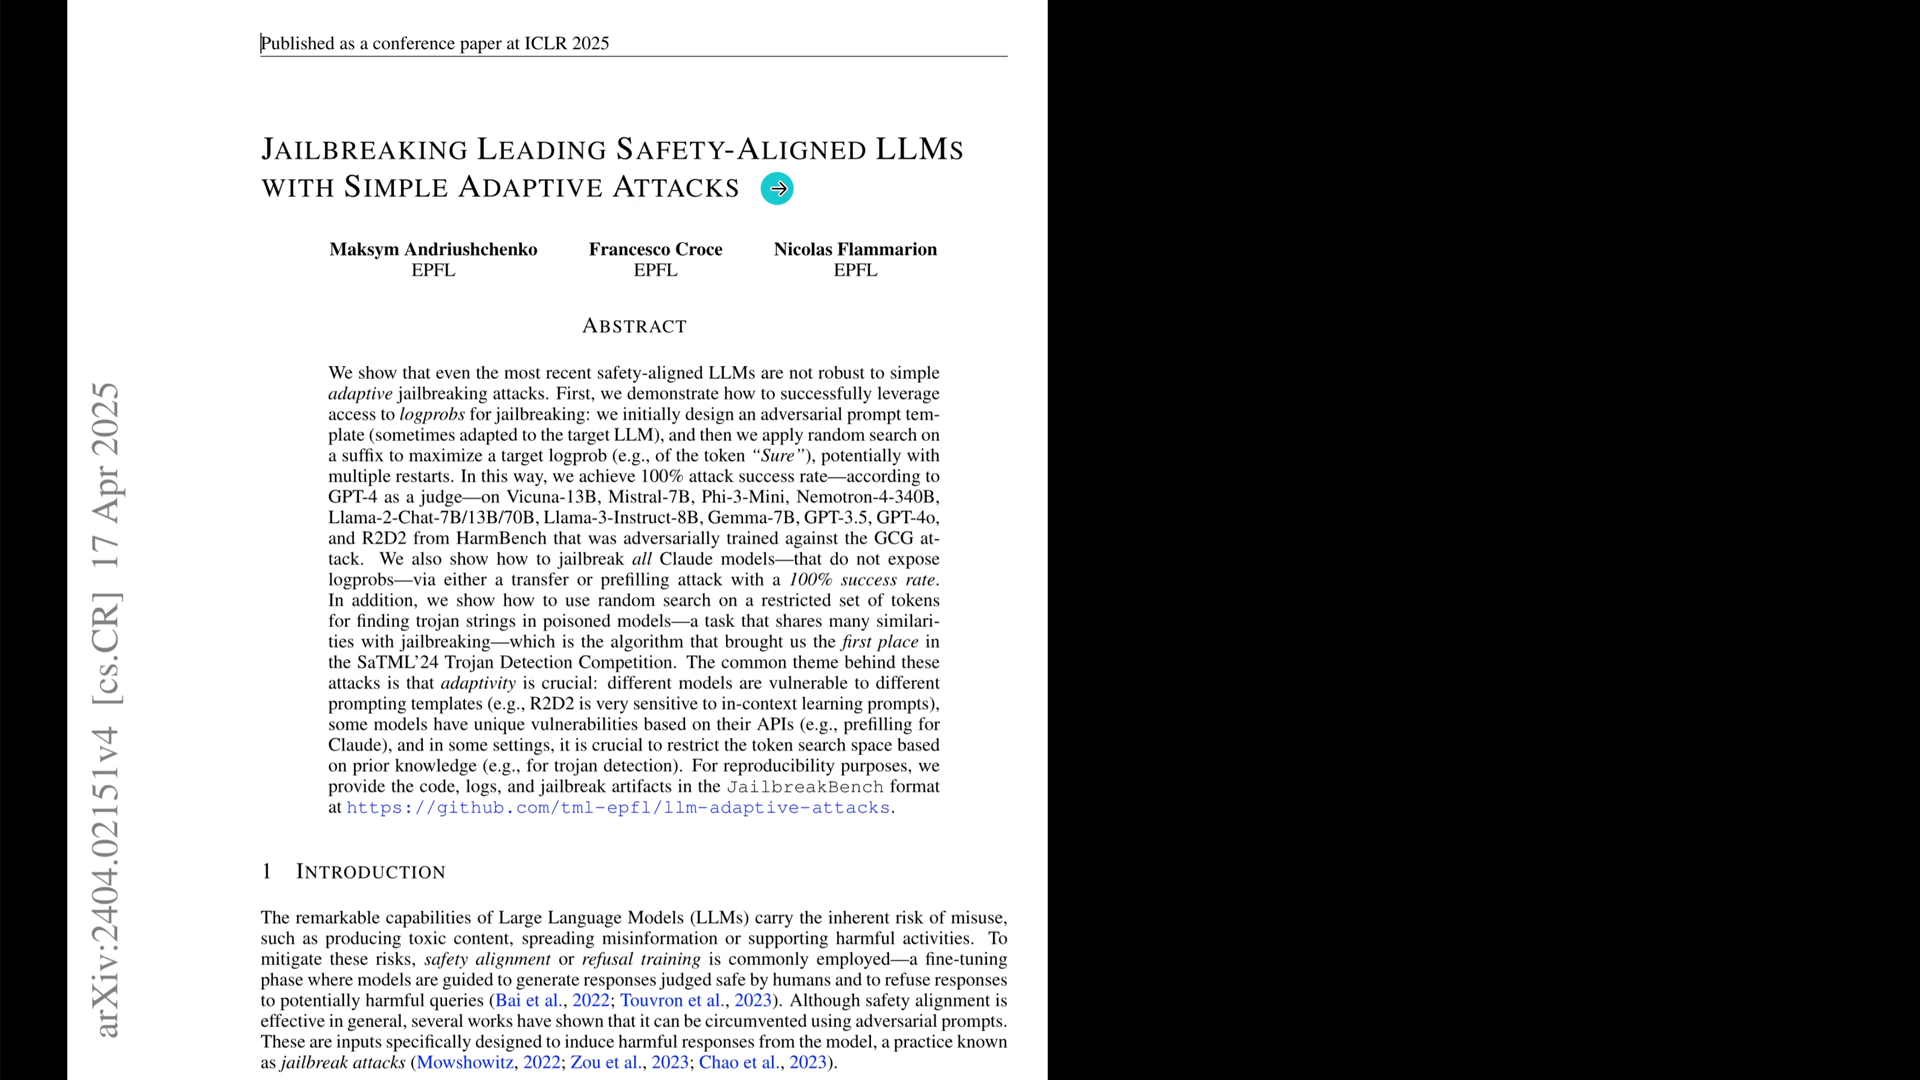 Published as a conference paper at ICLR 2025
JAILBREAKING LEADING SAFETY-ALIGNED LLMS
WITH SIMPLE ADAPTIVE ATTACKS
Maksym Andriushchenko Francesco Croce Nicolas Flammarion
EPFL EPFL EPFL
ABSTRACT
We show that even the most recent safety-aligned LLMs are not robust to simple
adaptive jailbreaking attacks. First, we demonstrate how to successfully leverage
access to logprobs for jailbreaking: we initially design an adversarial prompt tem-
plate (sometimes adapted to the target LLM), and then we apply random search on
a suffix to maximize a target logprob (e.g., of the token “Sure”), potentially with
multiple restarts. In this way, we achieve 100% attack success rate—according to
GPT-4 as a judge—on Vicuna-13B, Mistral-7B, Phi-3-Mini, Nemotron-4-340B,
Llama-2-Chat-7B/13B/70B, Llama-3-Instruct-8B, Gemma-7B, GPT-3.5, GPT-4o,
and R2D2 from HarmBench that was adversarially trained against the GCG at-
tack. We also show how to jailbreak all Claude models—that do not expose
logprobs—via either a transfer or prefilling attack with a 100% success rate.
In addition, we show how to use random search on a restricted set of tokens
for finding trojan strings in poisoned models—a task that shares many similari-
ties with jailbreaking—which is the algorithm that brought us the first place in
the SaTML’24 Trojan Detection Competition. The common theme behind these
attacks is that adaptivity is crucial: different models are vulnerable to different
prompting templates (e.g., R2D2 is very sensitive to in-context learning prompts),
some models have unique vulnerabilities based on their APIs (e.g., prefilling for
Claude), and in some settings, it is crucial to restrict the token search space based
on prior knowledge (e.g., for trojan detection). For reproducibility purposes, we
provide the code, logs, and jailbreak artifacts in the JailbreakBench format
at https://github.com/tml-epfl/llm-adaptive-attacks.
1 INTRODUCTION
The remarkable capabilities of Large Language Models (LLMs) carry the inherent risk of misuse,
such as producing toxic content, spreading misinformation or supporting harmful activities. To
mitigate these risks, safety alignment or refusal training is commonly employed—a fine-tuning
phase where models are guided to generate responses judged safe by humans and to refuse responses
to potentially harmful queries (Bai et al., 2022; Touvron et al., 2023). Although safety alignment is
effective in general, several works have shown that it can be circumvented using adversarial prompts.
These are inputs specifically designed to induce harmful responses from the model, a practice known
as jailbreak attacks (Mowshowitz, 2022; Zou et al., 2023; Chao et al., 2023).
arXiv:2404.02151v4 [cs.CR] 17 Apr 2025